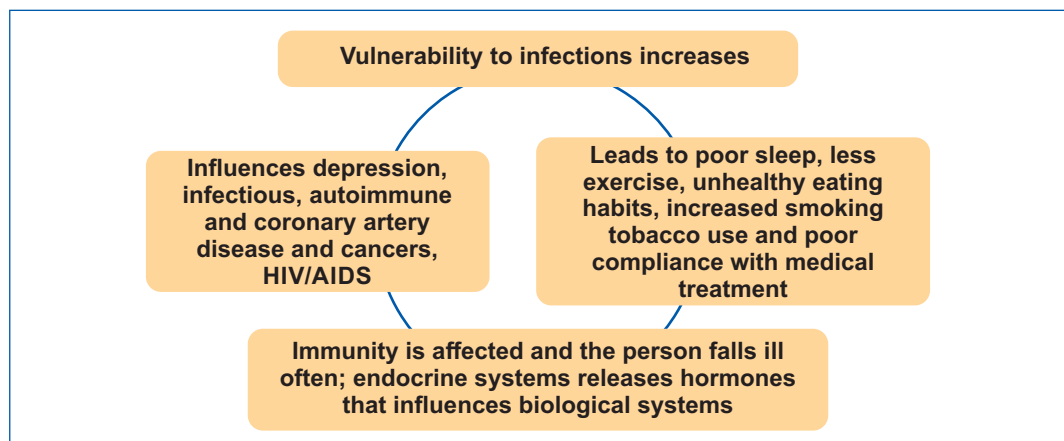 Vulnerability to infections increases
Influences depression,
infectious, autoimmune
and coronary artery
disease and cancers,
HIV/AIDS
Leads to poor sleep, less
exercise, unhealthy eating
habits, increased smoking
tobacco use and poor
compliance with medical
treatment
Immunity is affected and the person falls ill
often; endocrine systems releases hormones
that influences biological systems